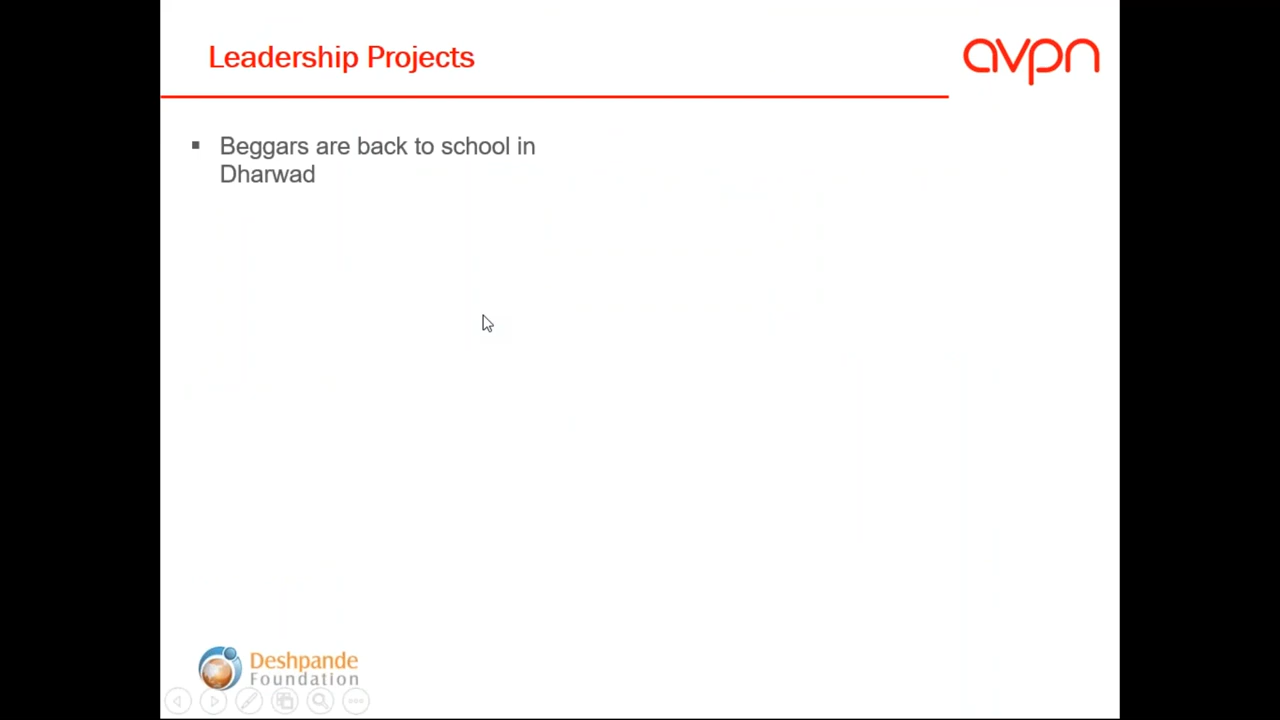 Leadership Projects
avpn
Beggars are back to school in
Dharwad
Deshpande
Foundation